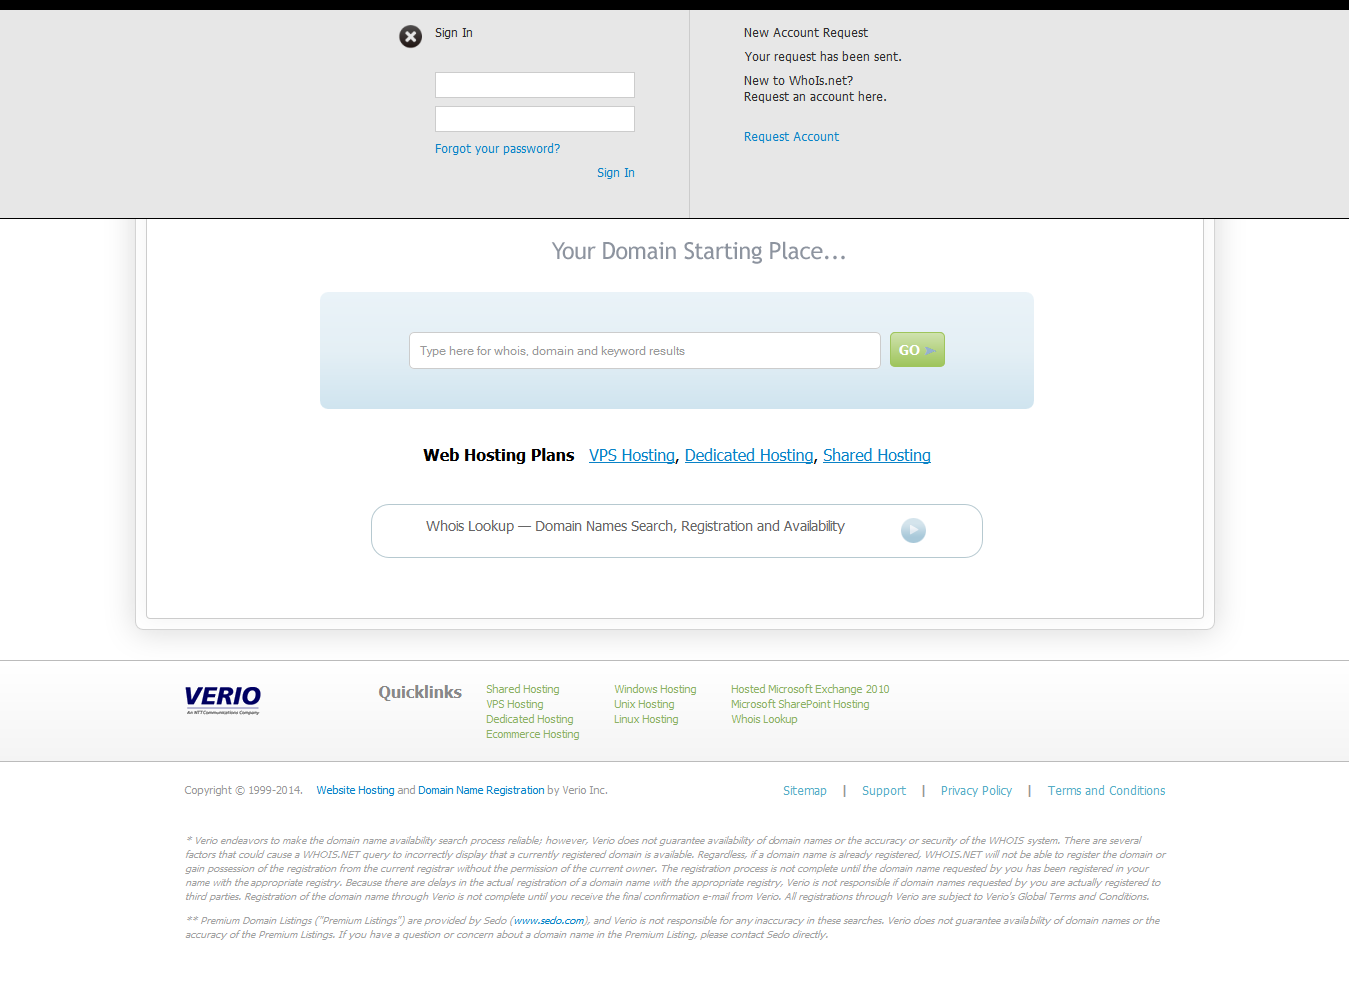 Sign In
Forgot your password?
Sign In
New Account Request
Your request has been sent.
New to WhoIs.net?
Request an account here.
Request Account
Your Domain Starting Place...
Type here for whois, domain and keyword results
GO
Web Hosting Plans VPS Hosting, Dedicated Hosting, Shared Hosting
Whois Lookup — Domain Names Search, Registration and Availability
VERIO
An NTT Communications Company
Quicklinks
Shared Hosting
VPS Hosting
Dedicated Hosting
Ecommerce Hosting
Windows Hosting
Unix Hosting
Linux Hosting
Hosted Microsoft Exchange 2010
Microsoft SharePoint Hosting
Whois Lookup
Copyright © 1999-2014. Website Hosting and Domain Name Registration by Verio Inc.
Sitemap | Support | Privacy Policy | Terms and Conditions
* Verio endeavors to make the domain name availability search process reliable; however, Verio does not guarantee availability of domain names or the accuracy or security of the WHOIS system. There are several
factors that could cause a WHOIS.NET query to incorrectly display that a currently registered domain is available. Regardless, if a domain name is already registered, WHOIS.NET will not be able to register the domain or
gain possession of the registration from the current registrar without the permission of the current owner. The registration process is not complete until the domain name requested by you has been registered in your
name with the appropriate registry. Because there are delays in the actual registration of a domain name with the appropriate registry, Verio is not responsible if domain names requested by you are actually registered to
third parties. Registration of the domain name through Verio is not complete until you receive the final confirmation e-mail from Verio. All registrations through Verio are subject to Verio's Global Terms and Conditions.
** Premium Domain Listings ("Premium Listings") are provided by Sedo (www.sedo.com), and Verio is not responsible for any inaccuracy in these searches. Verio does not guarantee availability of domain names or the
accuracy of the Premium Listings. If you have a question or concern about a domain name in the Premium Listing, please contact Sedo directly.